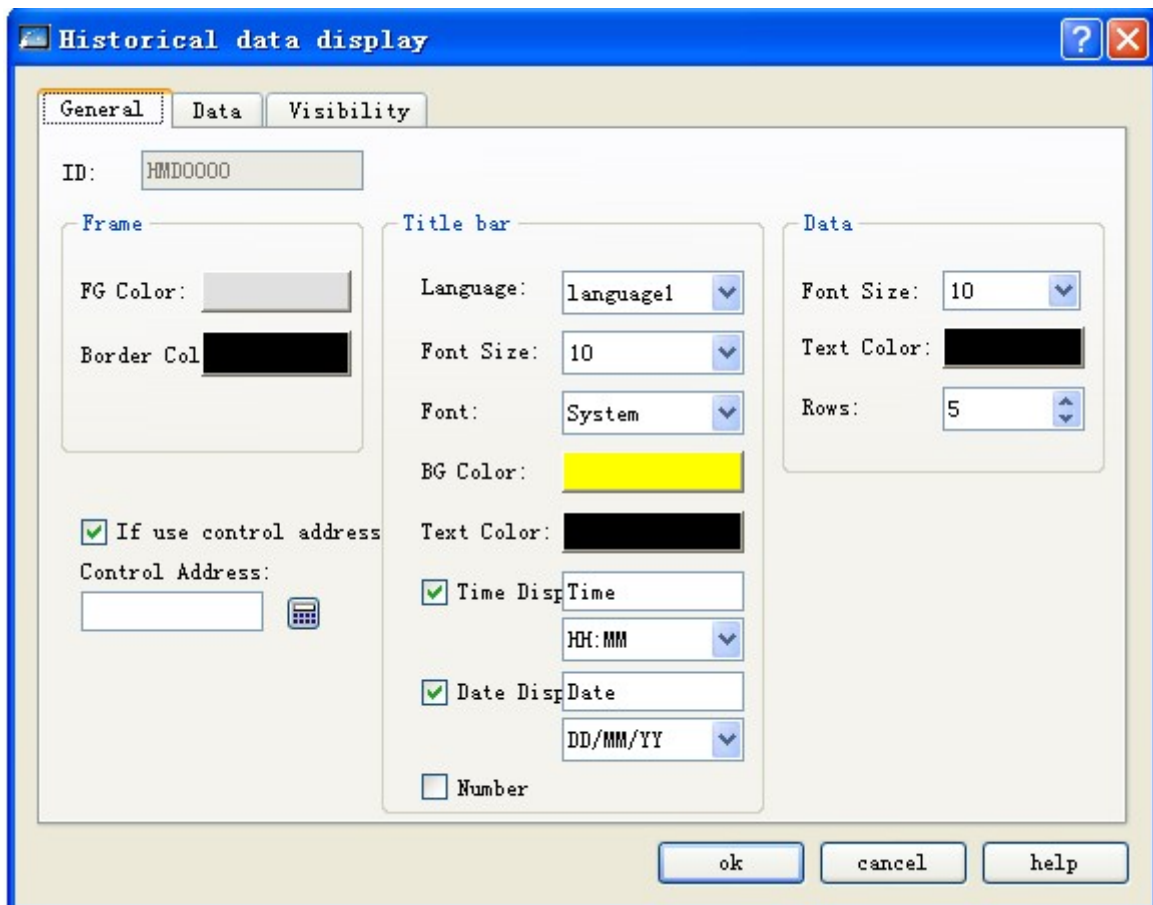 Historical data display
General Data Visibility
ID: HMD0000
Frame
FG Color:
Border Col
If use control address
Control Address:
Title bar
Language: language1
Font Size: 10
Font: System
BG Color:
Text Color:
Time Disp Time
HH:MM
Date Disp Date
DD/MM/YY
Number
Data
Font Size: 10
Text Color:
Rows: 5
ok cancel help